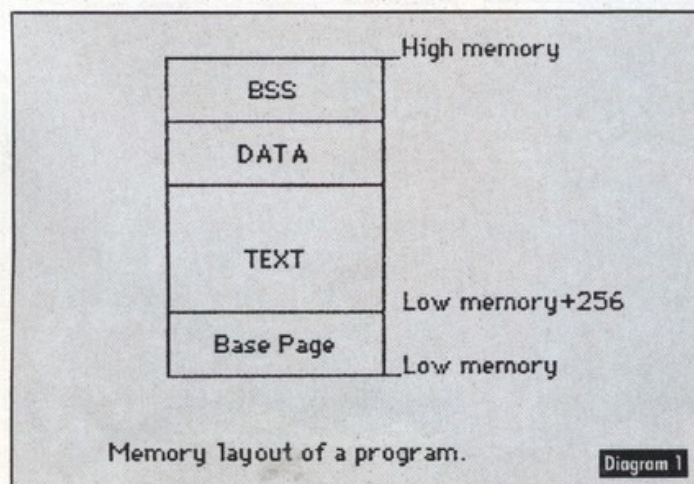 High memory
BSS
DATA
TEXT
Low memory+256
Base Page
Low memory
Memory layout of a program.
Diagram 1